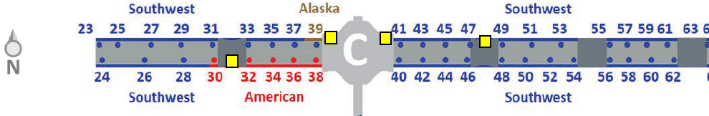 Southwest Alaska Southwest
23 25 27 29 31 33 35 37 39 41 43 45 47 49 51 53 55 57 59 61 63
C
N
24 26 28 30 32 34 36 38 40 42 44 46 48 50 52 54 56 58 60 62
Southwest American Southwest